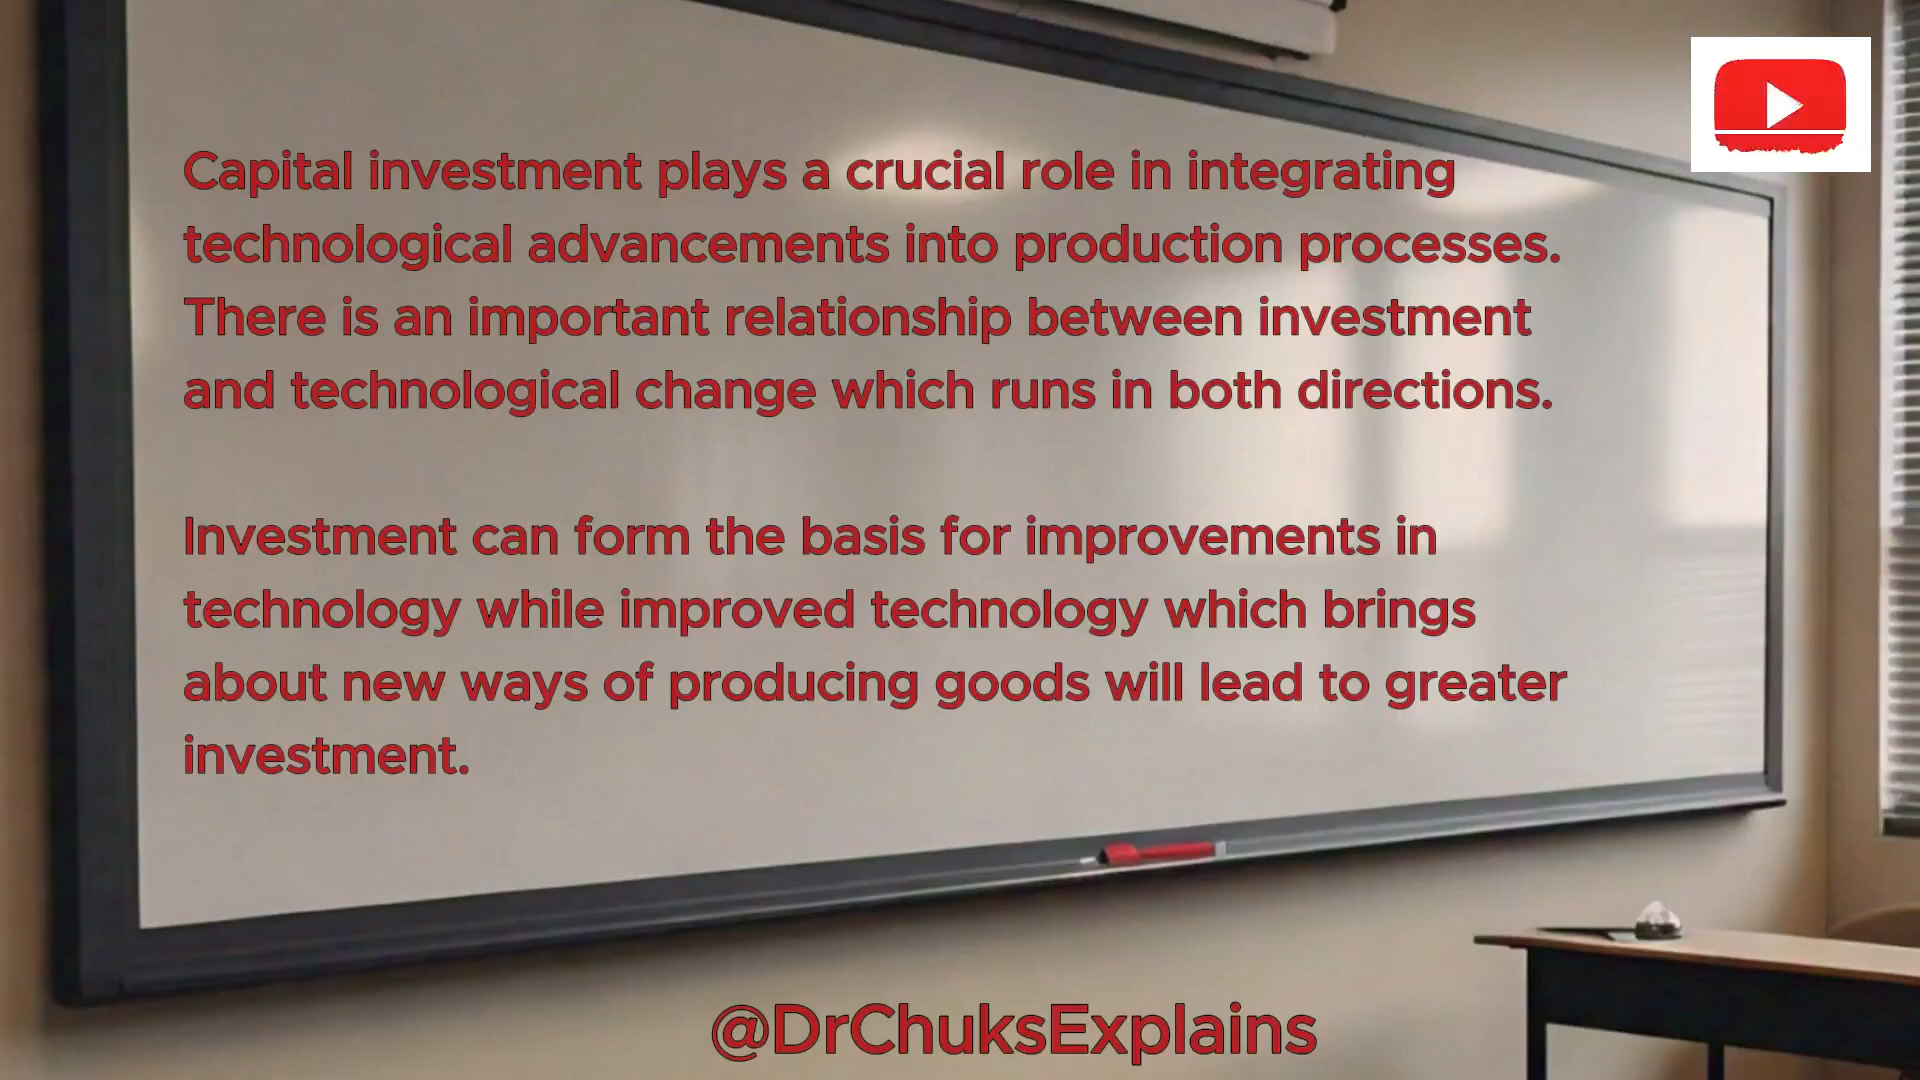 Capital investment plays a crucial role in integrating
technological advancements into production processes.
There is an important relationship between investment
and technological change which runs in both directions.
Investment can form the basis for improvements in
technology while improved technology which brings
about new ways of producing goods will lead to greater
investment.
@DrChuksExplains